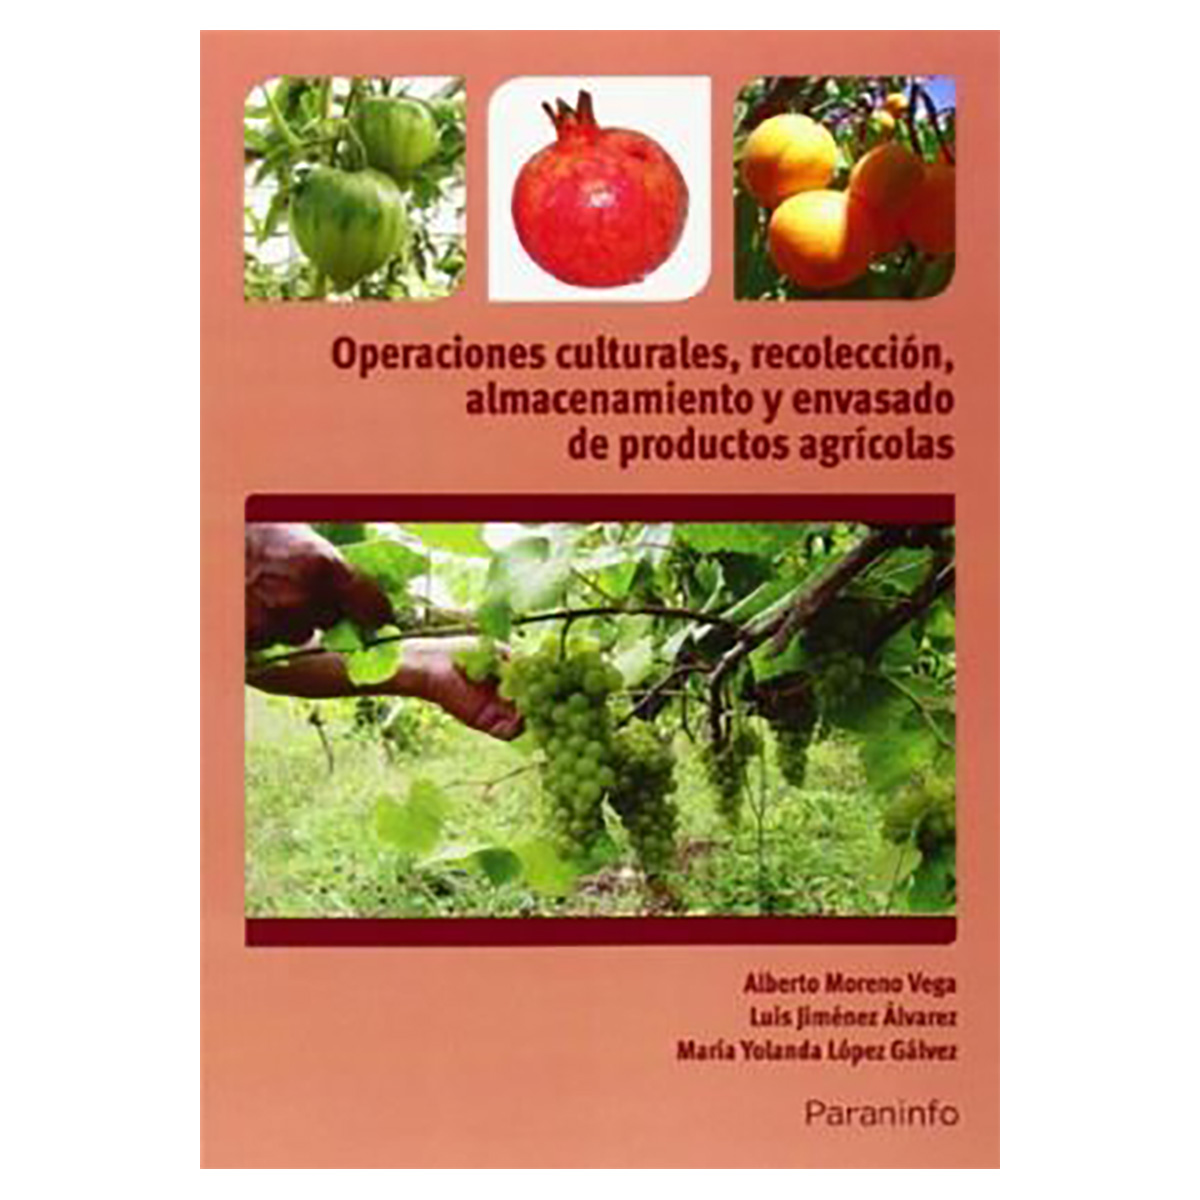 Operaciones culturales, recolección,
almacenamiento y envasado
de productos agrícolas
Alberto Moreno Vega
Luis Jiménez Álvarez
María Yolanda López Gálvez
Paraninfo